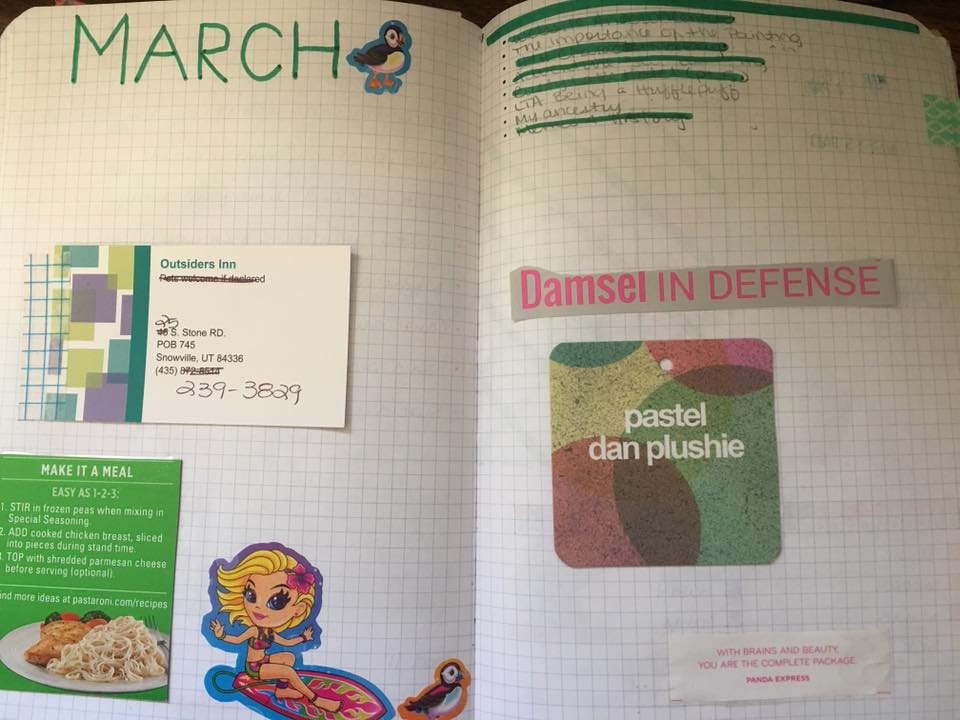 MARCH
Outsiders Inn
Pets welcome if declared
25
48 S. Stone RD.
POB 745
Snowville, UT 84336
(435) 872-8514
239-3829
MAKE IT A MEAL
EASY AS 1-2-3:
1. STIR in frozen peas when mixing in
Special Seasoning.
2. ADD cooked chicken breast, sliced
into pieces during stand time.
3. TOP with shredded parmesan cheese
before serving (optional).
ind more ideas at pastaroni.com/recipes
The importance of the
LTA Being a Hufflepuff
My ancestry
Damsel IN DEFENSE
pastel
dan plushie
WITH BRAINS AND BEAUTY,
YOU ARE THE COMPLETE PACKAGE.
PANDA EXPRESS